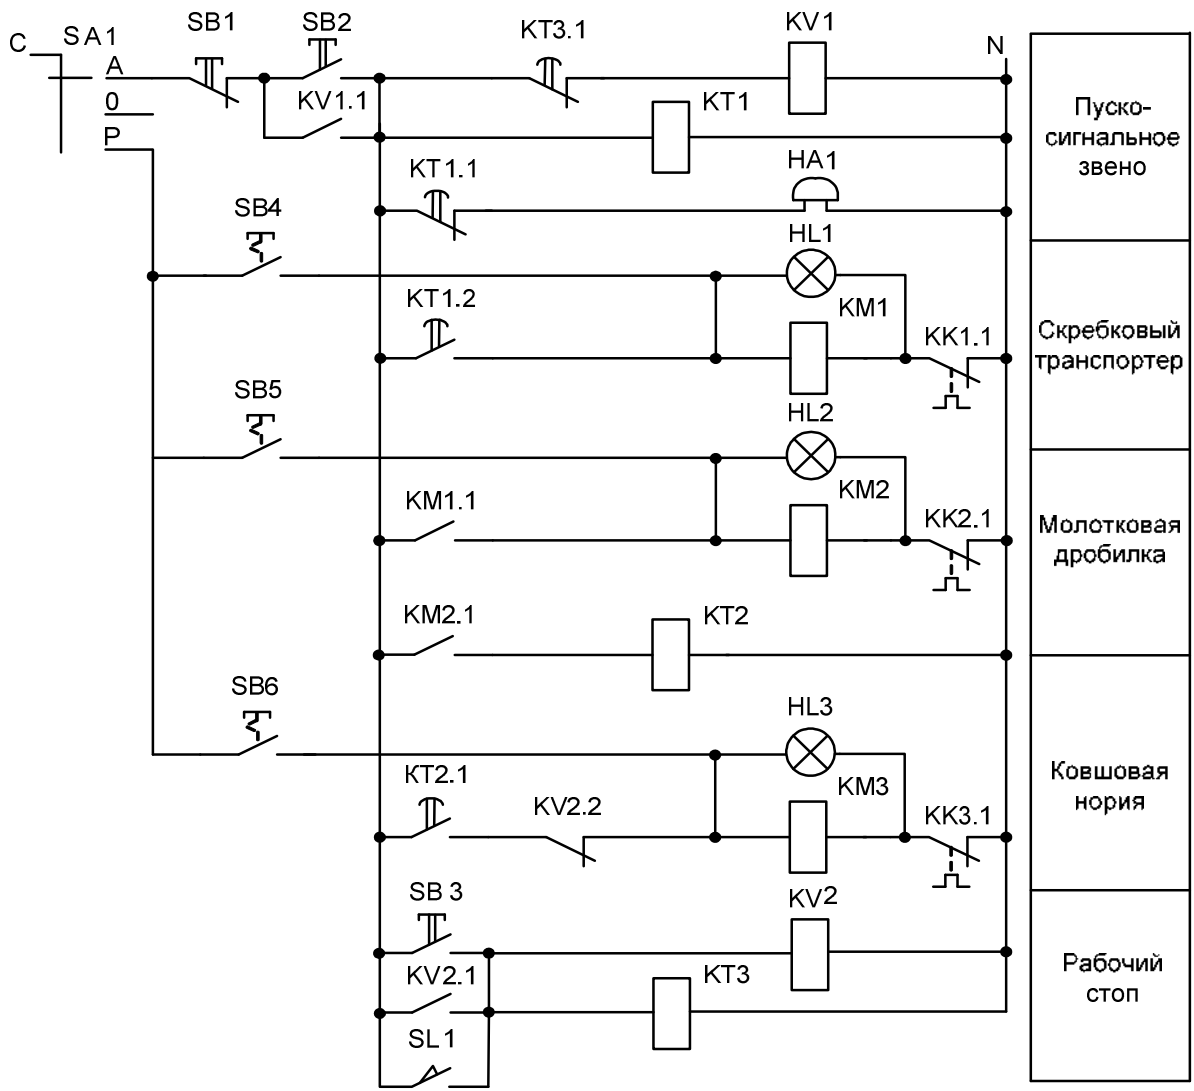 C
SA1
SB1
SB2
KT3.1
KV1
N
A
0
P
KV1.1
KT1
Пуско-
сигнальное
звено
KT1.1
HA1
SB4
HL1
KT1.2
KM1
KK1.1
Скребковый
транспортер
SB5
HL2
KM1.1
KM2
KK2.1
Молотковая
дробилка
KM2.1
KT2
SB6
HL3
KT2.1
KV2.2
KM3
KK3.1
Ковшовая
нория
SB3
KV2
KV2.1
KT3
SL1
Рабочий
стоп